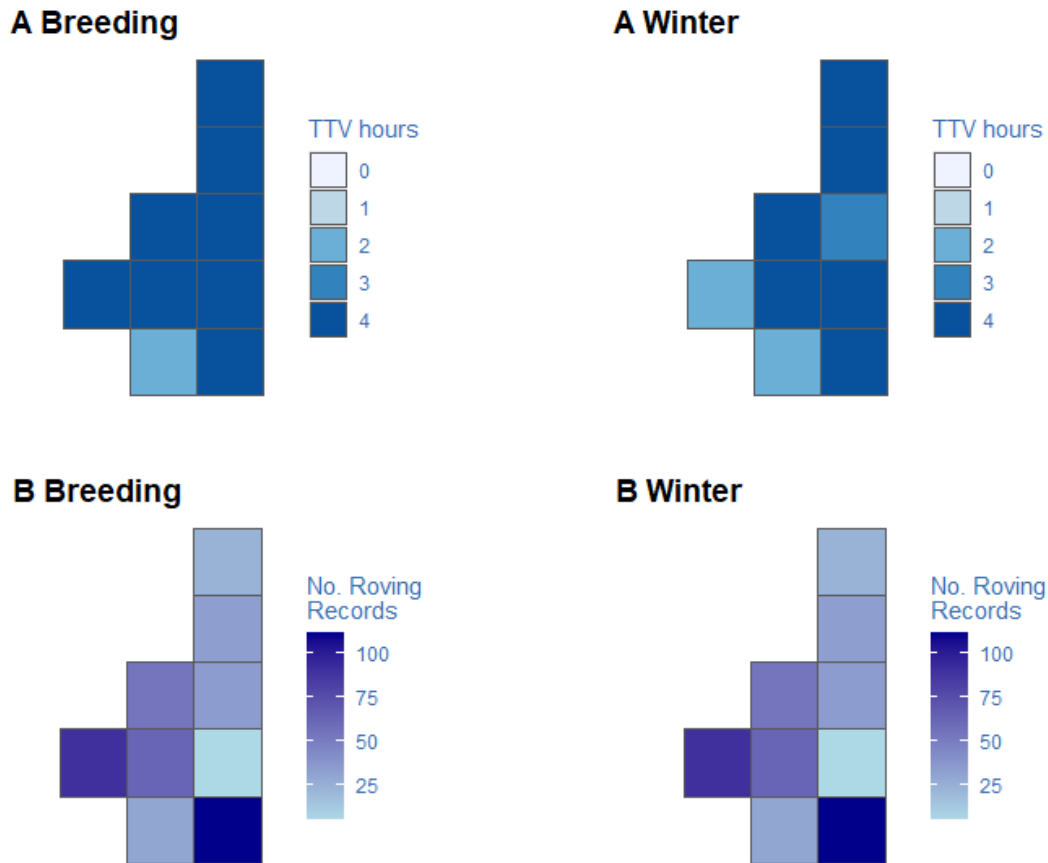 A Breeding
TTV hours
0
1
2
3
4
A Winter
TTV hours
0
1
2
3
4
B Breeding
No. Roving
Records
100
75
50
25
B Winter
No. Roving
Records
100
75
50
25